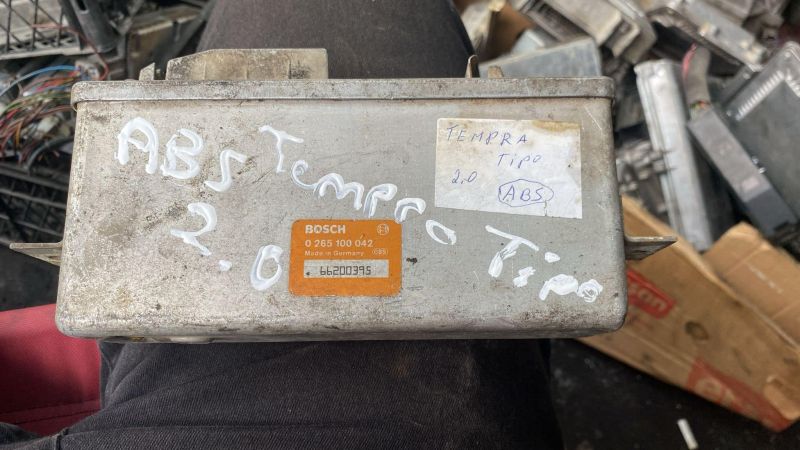 ABS Tempra Tipo
2.0
TEMPRA
Tipo
2.0 ABS
BOSCH
0 265 100 042
Made in Germany
66200395